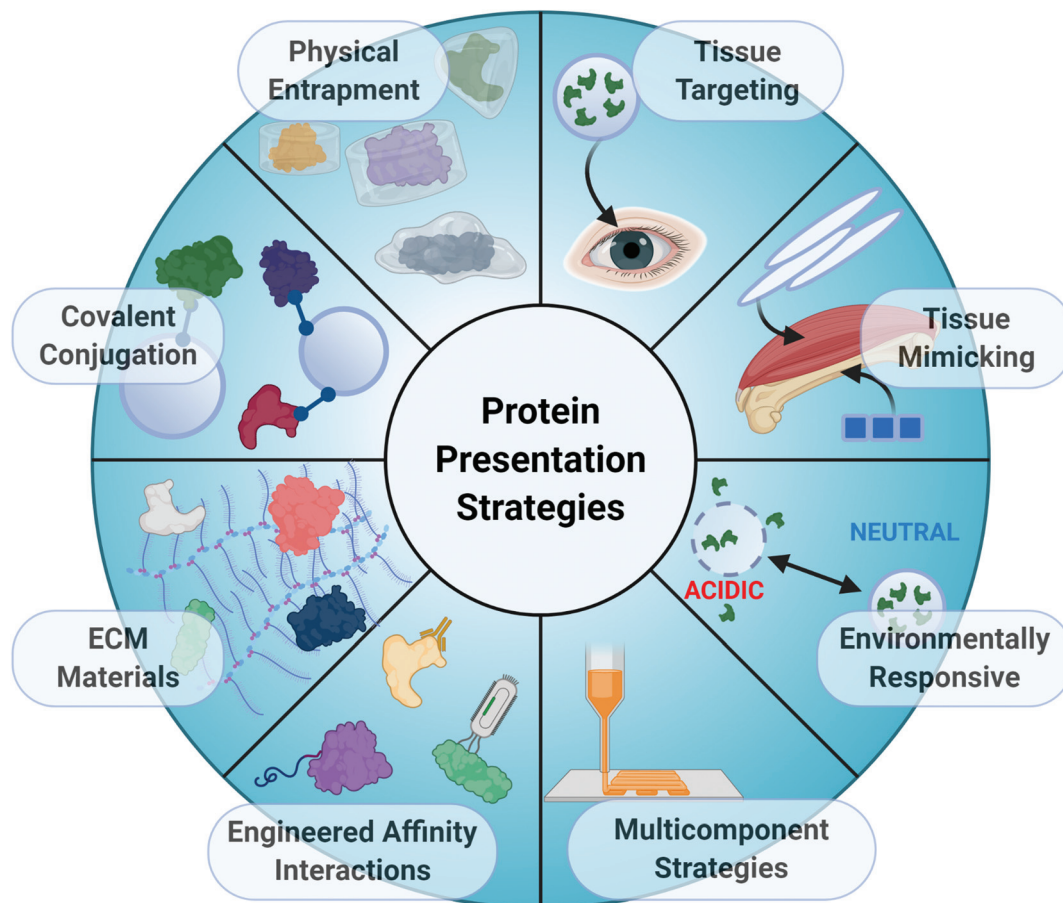 Physical
Entrapment
Tissue
Targeting
Covalent
Conjugation
Tissue
Mimicking
Protein
Presentation
Strategies
NEUTRAL
ACIDIC
ECM
Materials
Environmentally
Responsive
Engineered Affinity
Interactions
Multicomponent
Strategies